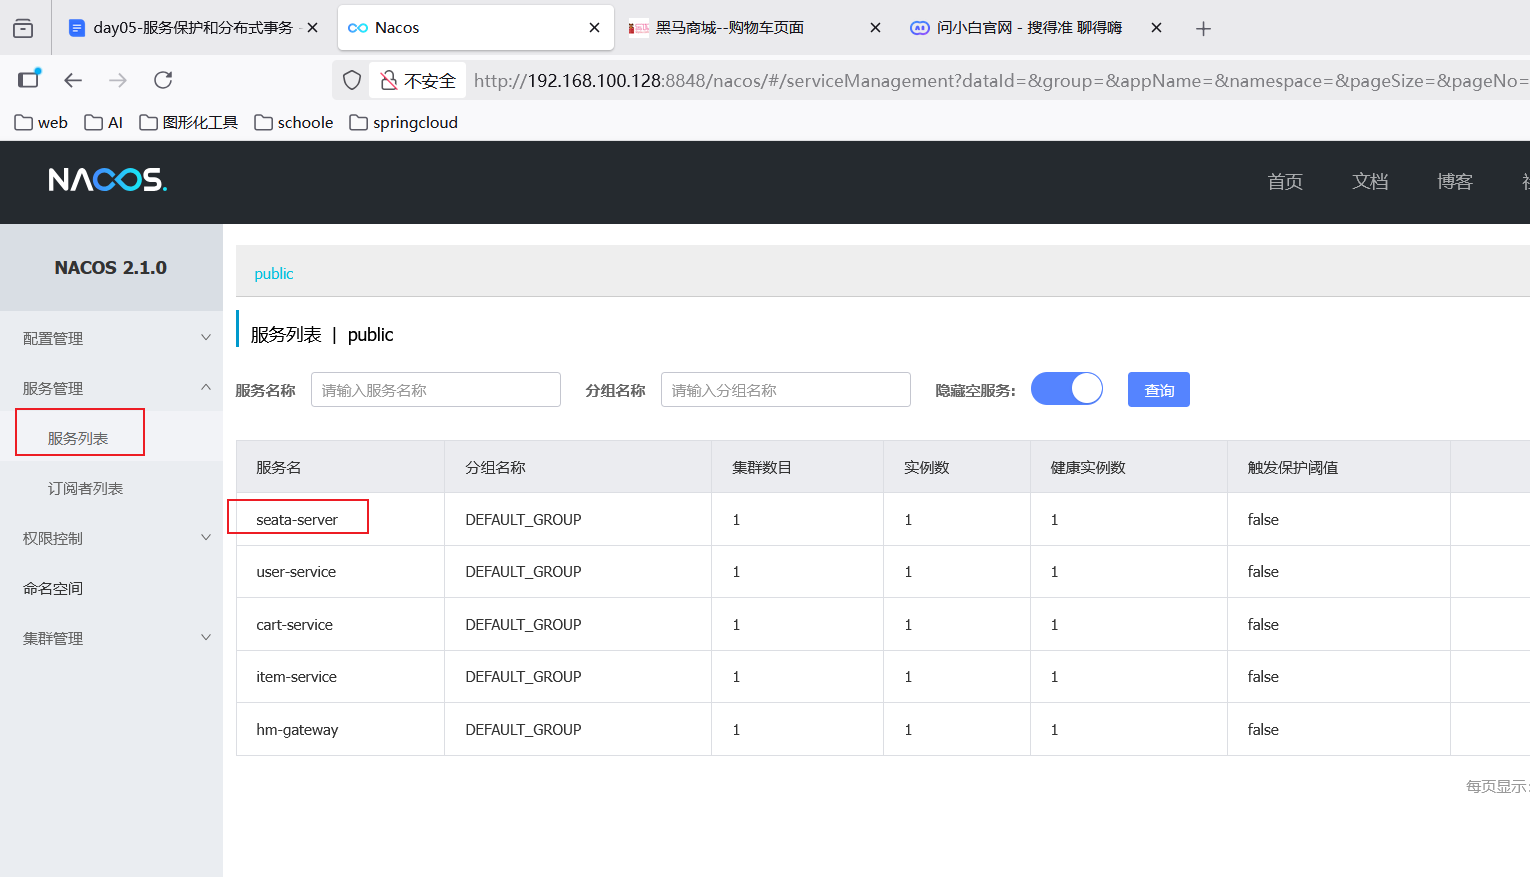 day05-服务保护和分布式事务 -
Nacos
黑马商城--购物车页面
问小白官网 - 搜得准 聊得嗨
不安全
http://192.168.100.128:8848/nacos/#/serviceManagement?dataId=&group=&appName=&namespace=&pageSize=&pageNo=
web
AI
图形化工具
schoole
springcloud
NACOS.
首页
文档
博客
NACOS 2.1.0
public
配置管理
服务列表 | public
服务管理
服务名称 请输入服务名称 分组名称 请输入分组名称 隐藏空服务: 查询
服务列表
服务名 分组名称 集群数目 实例数 健康实例数 触发保护阈值
订阅者列表
seata-server DEFAULT_GROUP 1 1 1 false
权限控制
user-service DEFAULT_GROUP 1 1 1 false
命名空间
cart-service DEFAULT_GROUP 1 1 1 false
集群管理
item-service DEFAULT_GROUP 1 1 1 false
hm-gateway DEFAULT_GROUP 1 1 1 false
每页显示: